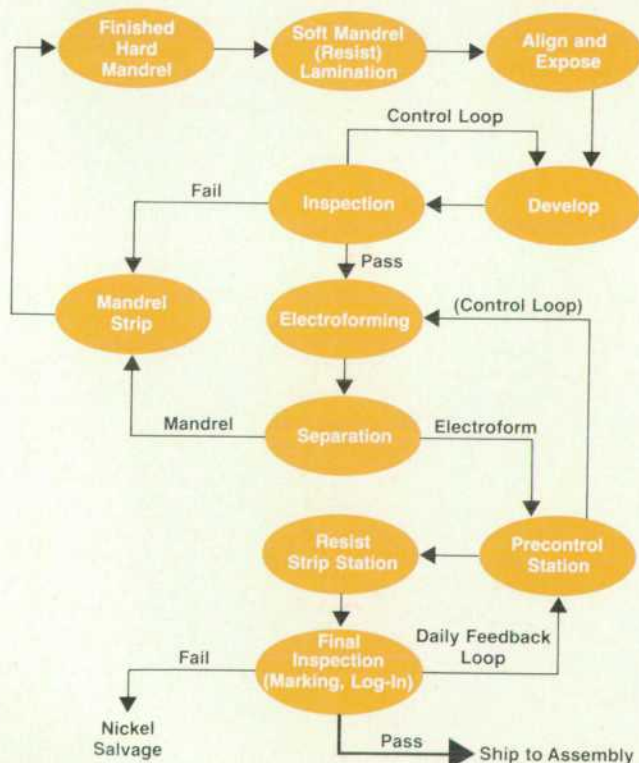 Finished
Hard
Mandrel
Soft Mandrel
(Resist)
Lamination
Align and
Expose
Control Loop
Fail
Inspection
Develop
Pass
Mandrel
Strip
Electroforming
(Control Loop)
Mandrel
Separation
Electroform
Resist
Strip Station
Precontrol
Station
Fail
Final
Inspection
(Marking, Log-In)
Daily Feedback
Loop
Nickel
Salvage
Pass
Ship to Assembly